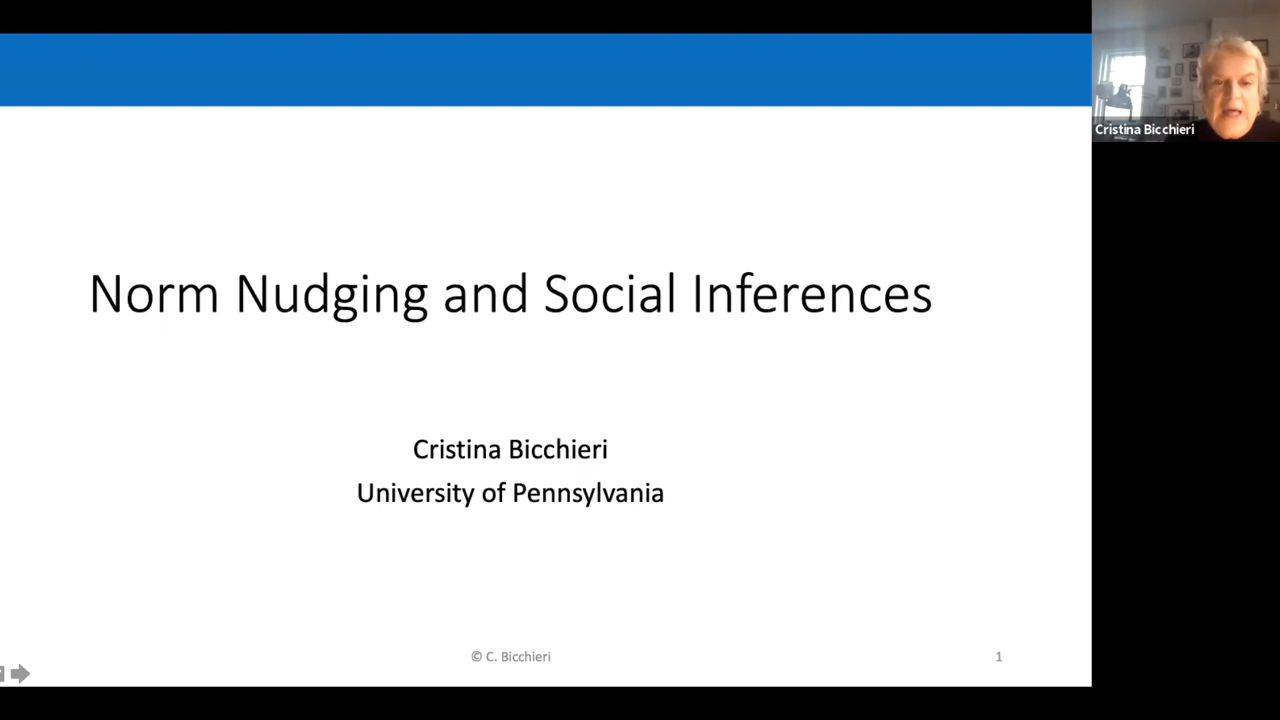 Norm Nudging and Social Inferences
Cristina Bicchieri
University of Pennsylvania
© C. Bicchieri
1
Cristina Bicchieri